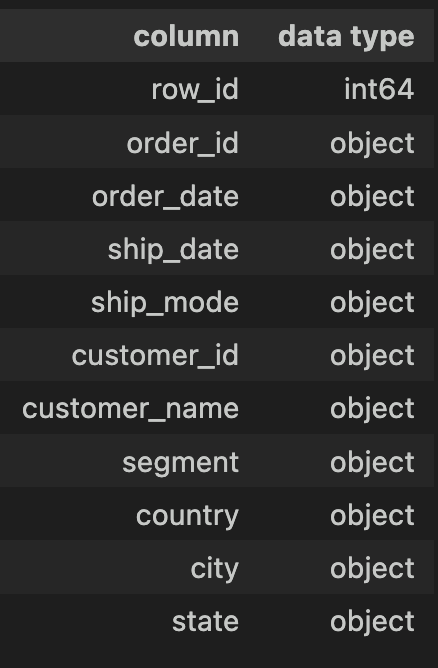 column data type
row_id int64
order_id object
order_date object
ship_date object
ship_mode object
customer_id object
customer_name object
segment object
country object
city object
state object